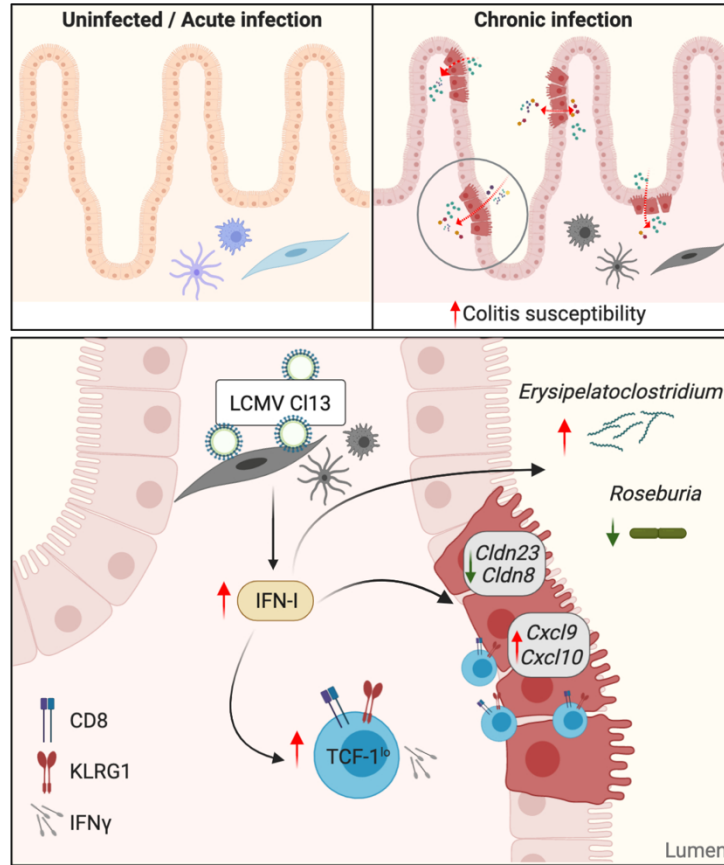 Uninfected / Acute infection
Chronic infection
Colitis susceptibility
LCMV Cl13
Erysipelatoclostridium
Roseburia
Cldn23
Cldn8
IFN-I
Cxcl9
Cxcl10
TCF-1lo
CD8
KLRG1
IFNγ
Lumen